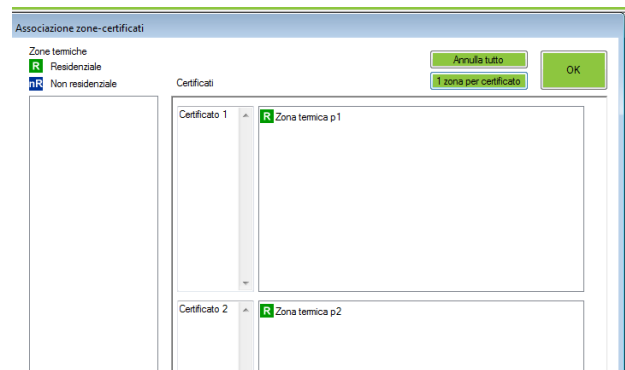 Associazione zone-certificati
Zone termiche
R Residenziale
nR Non residenziale
Certificati
Annulla tutto
1 zona per certificato
OK
Certificato 1
R Zona termica p1
Certificato 2
R Zona termica p2